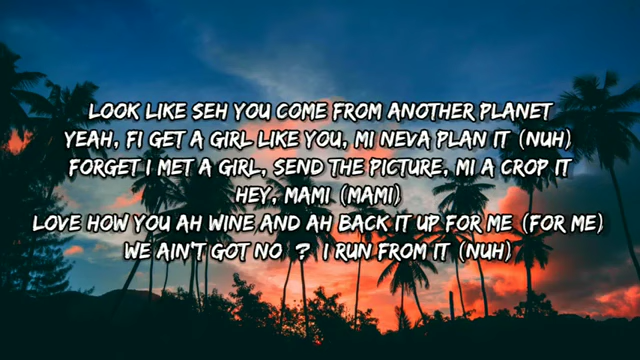 LOOK LIKE SEH YOU COME FROM ANOTHER PLANET
YEAH, FI GET A GIRL LIKE YOU, MI NEVA PLAN IT (NUH)
FORGET I MET A GIRL, SEND THE PICTURE, MI A CROP IT
HEY, MAMI (MAMI)
LOVE HOW YOU AH WINE AND AH BACK IT UP FOR ME (FOR ME)
WE AIN'T GOT NO ? I RUN FROM IT (NUH)